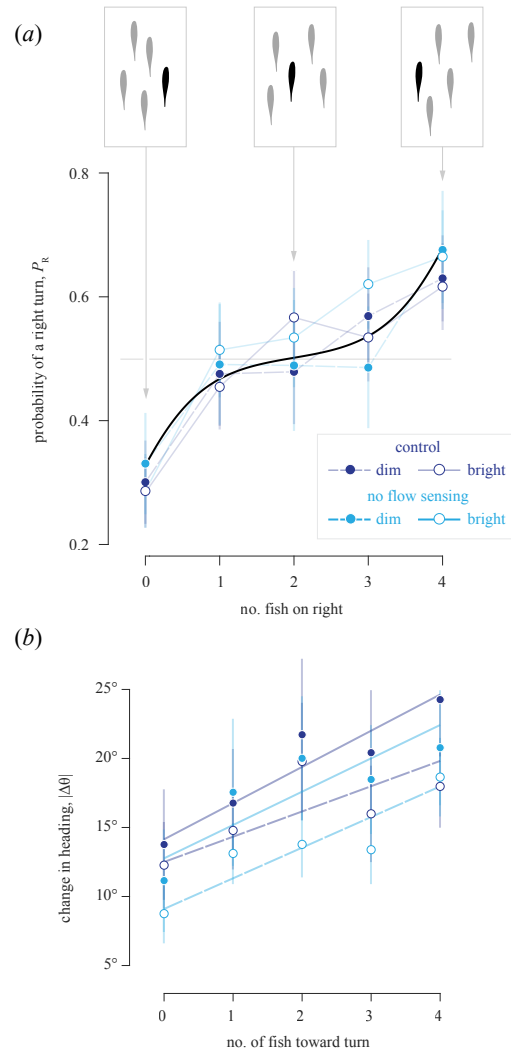 (a)
0.8
0.6
0.4
0.2
probability of a right turn, P_R
control
dim bright
no flow sensing
dim bright
0 1 2 3 4
no. fish on right
(b)
25°
20°
15°
10°
5°
change in heading, |Δθ|
0 1 2 3 4
no. of fish toward turn